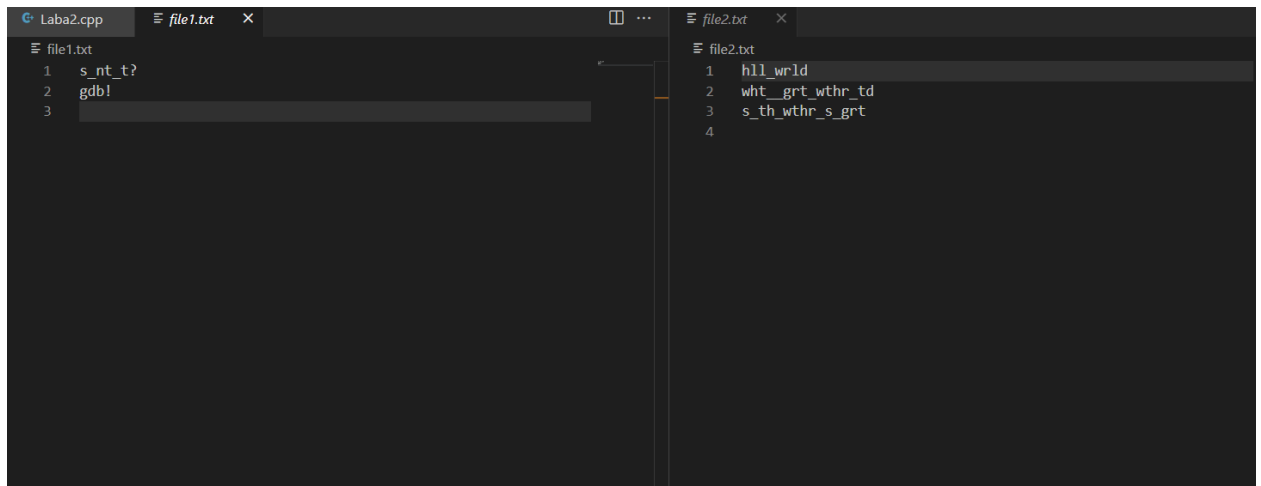 Laba2.cpp file1.txt ×
file1.txt
1 s_nt_t?
2 gdb!
3
file2.txt ×
file2.txt
1 hll_wrld
2 wht__grt_wthr_td
3 s_th_wthr_s_grt
4